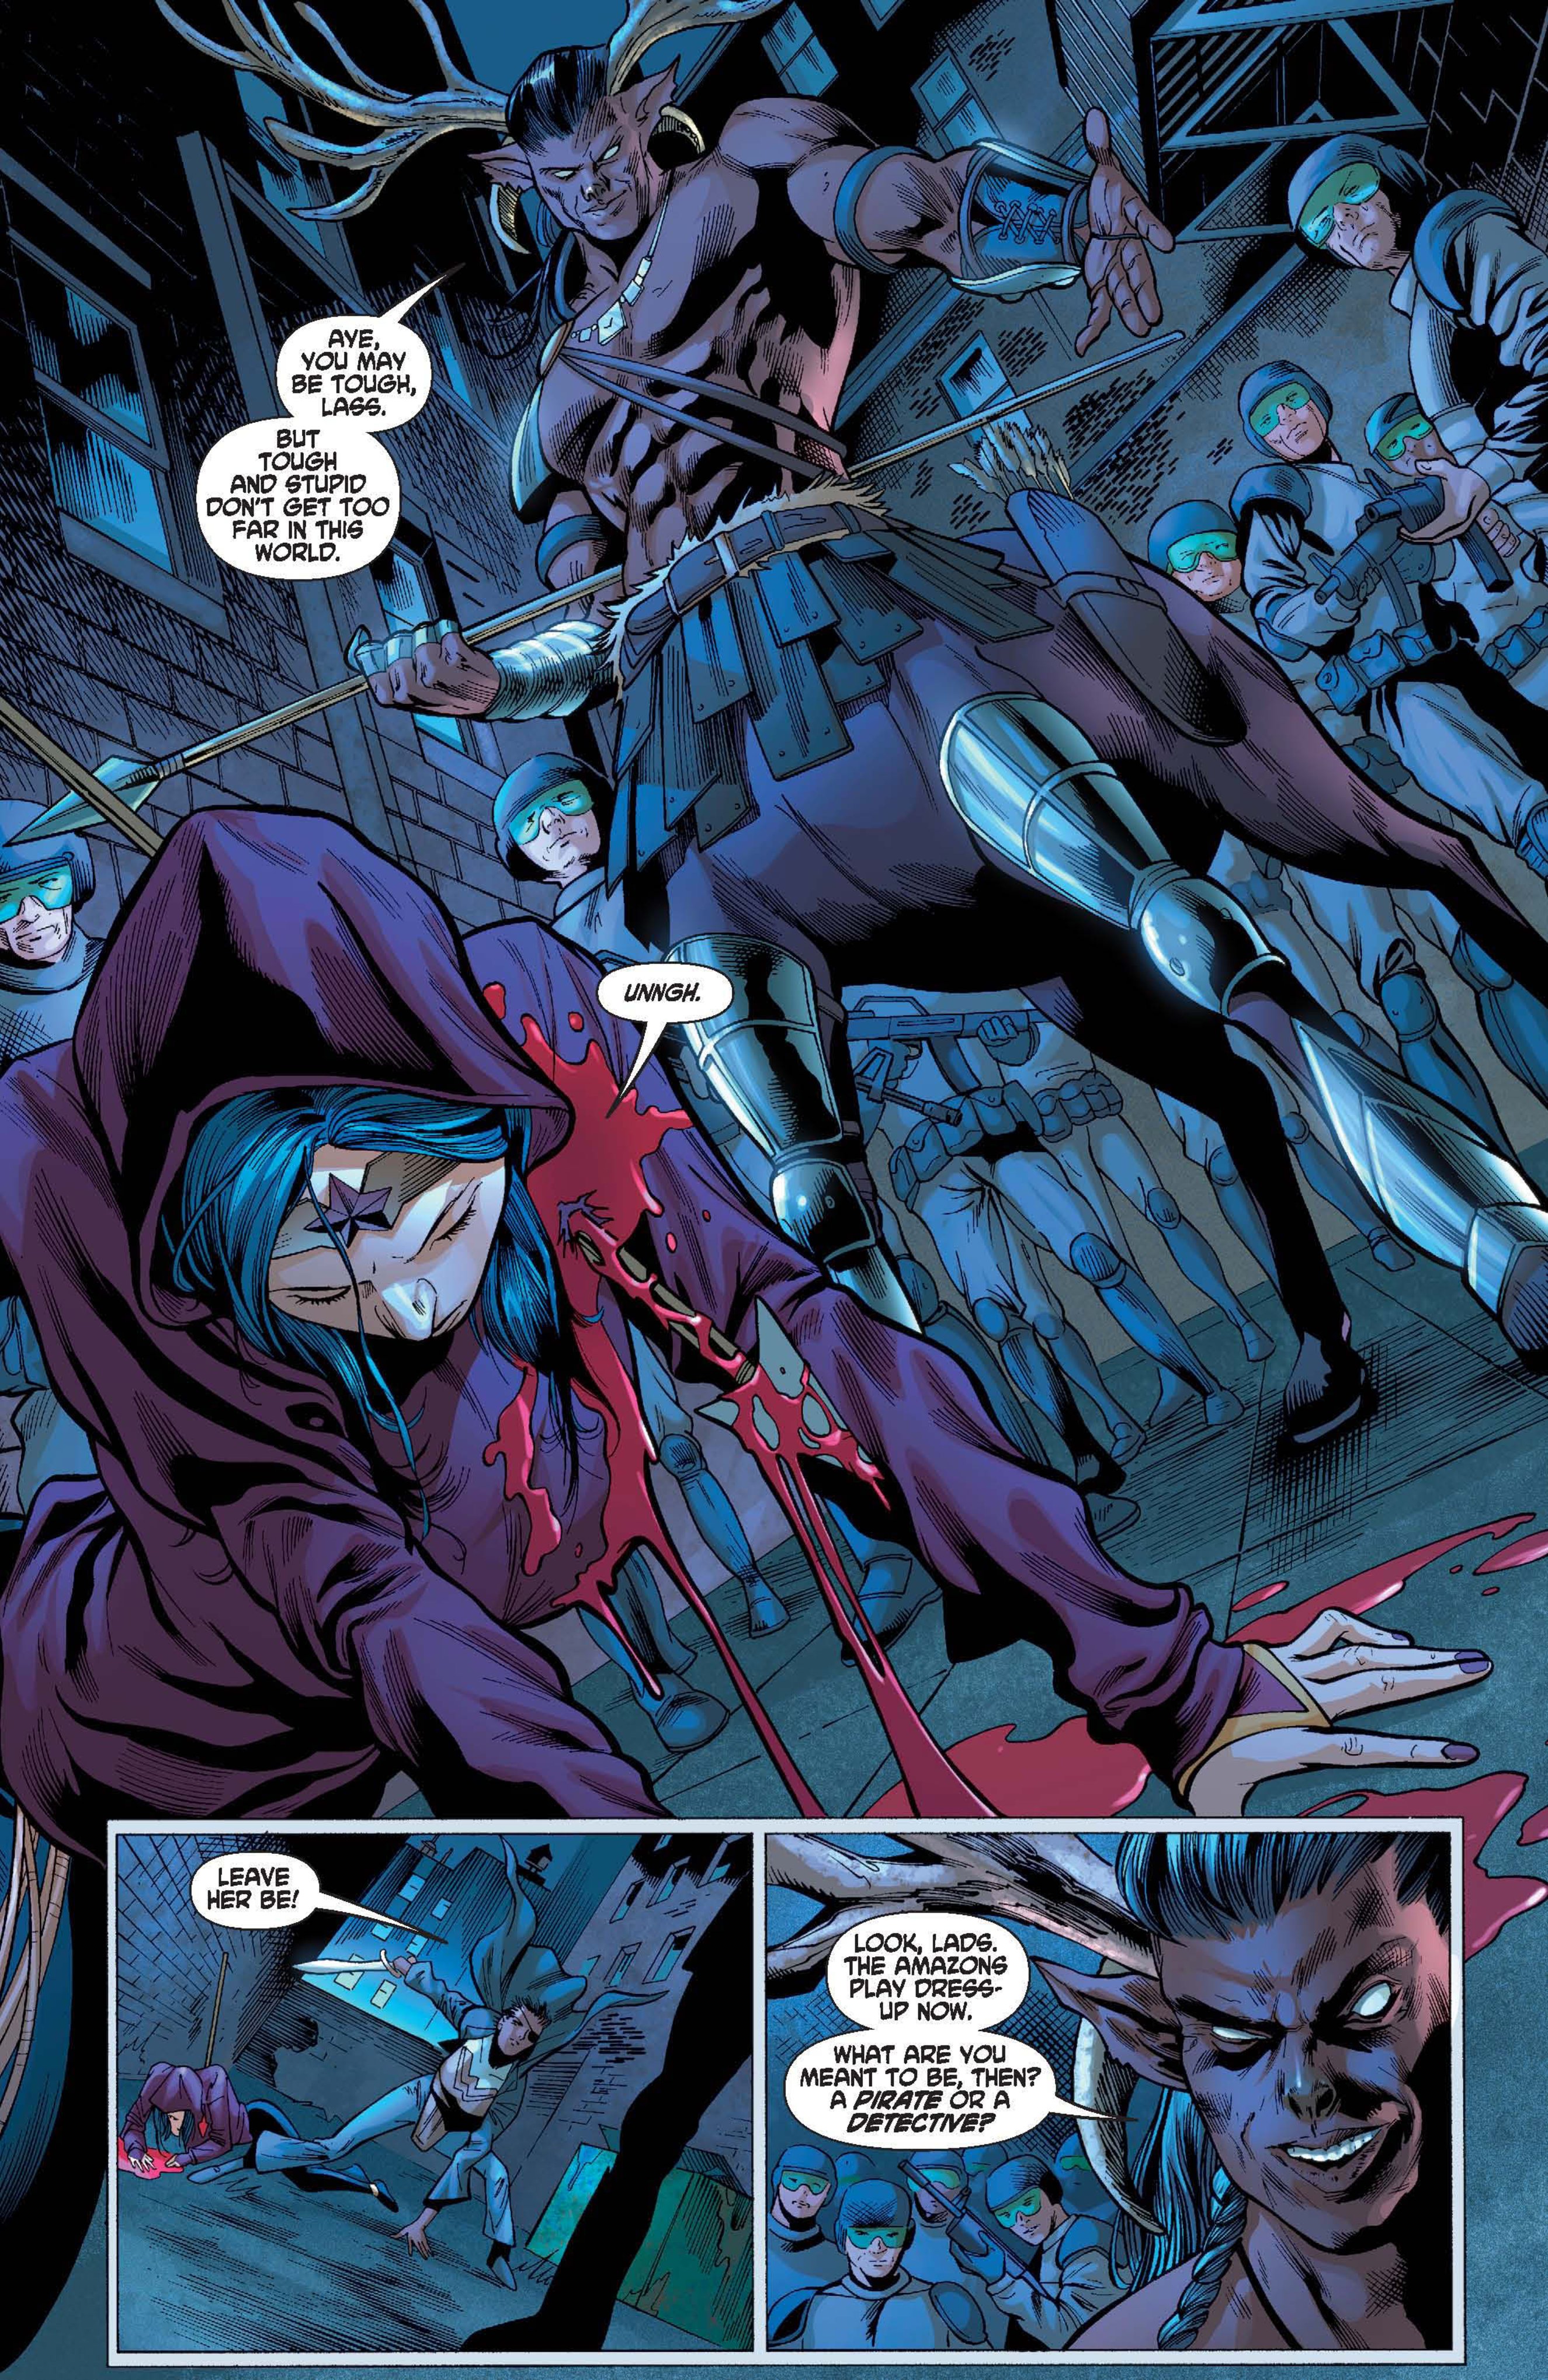 AYE,
YOU MAY
BE TOUGH,
LASS.
BUT
TOUGH
AND STUPID
DON'T GET TOO
FAR IN THIS
WORLD.
UNNGH.
LEAVE
HER BE!
LOOK, LADS.
THE AMAZONS
PLAY DRESS-
UP NOW.
WHAT ARE YOU
MEANT TO BE, THEN?
A PIRATE OR A
DETECTIVE?